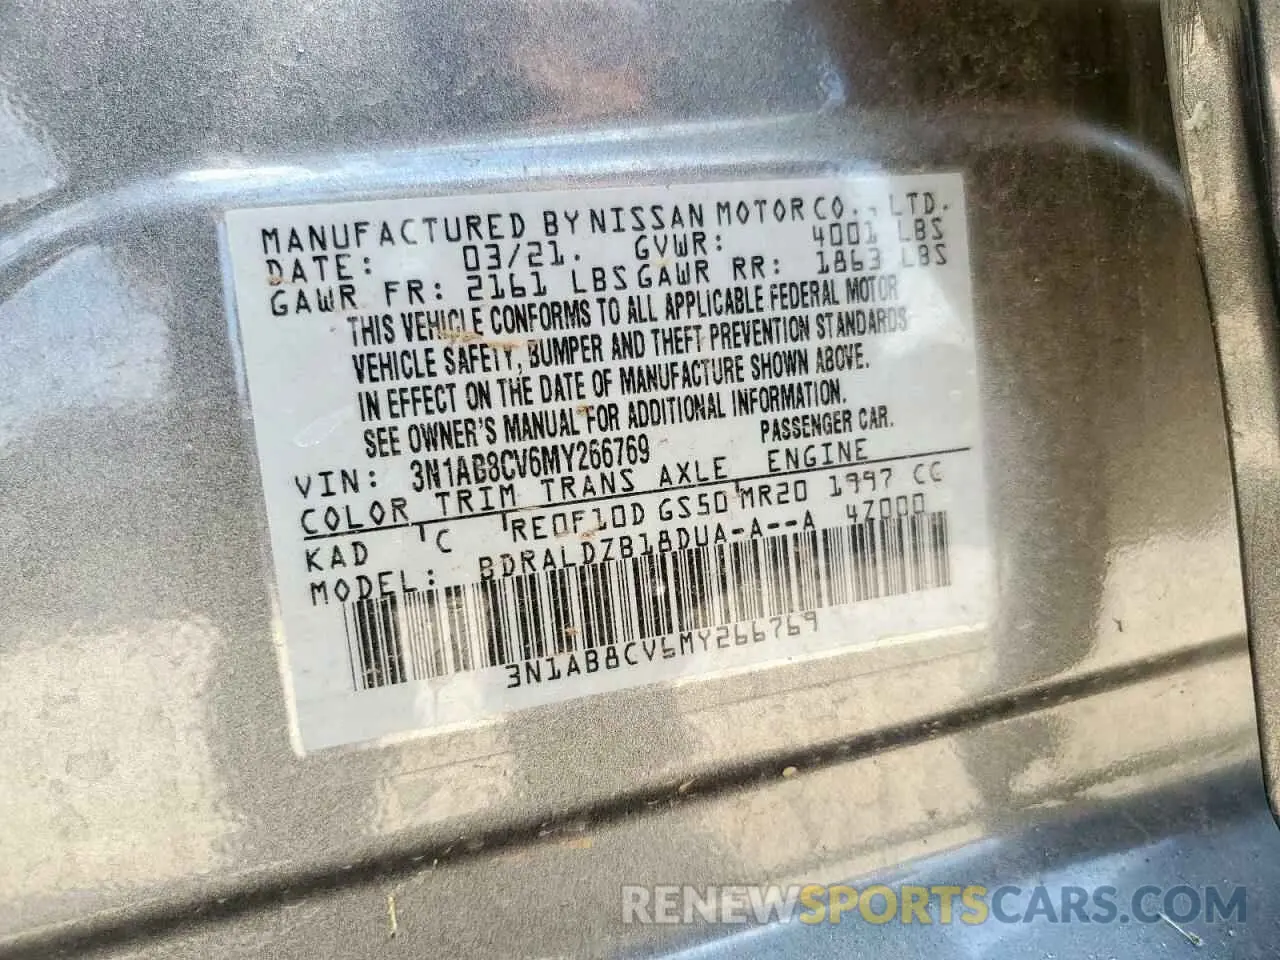 MANUFACTURED BY NISSAN MOTOR CO., LTD.
DATE: 03/21. GVWR: 4001 LBS
GAWR FR: 2161 LBS GAWR RR: 1863 LBS
THIS VEHICLE CONFORMS TO ALL APPLICABLE FEDERAL MOTOR
VEHICLE SAFETY, BUMPER AND THEFT PREVENTION STANDARDS
IN EFFECT ON THE DATE OF MANUFACTURE SHOWN ABOVE.
SEE OWNER'S MANUAL FOR ADDITIONAL INFORMATION.
VIN: 3N1AB8CV6MY266769 PASSENGER CAR.
COLOR TRIM TRANS AXLE ENGINE
KAD C RE0F10D GS50 MR20 1997 CC
MODEL: BDRALDZB18DUA-A--A 4Z000
3N1AB8CV6MY266769
RENEWSPORTSCARS.COM